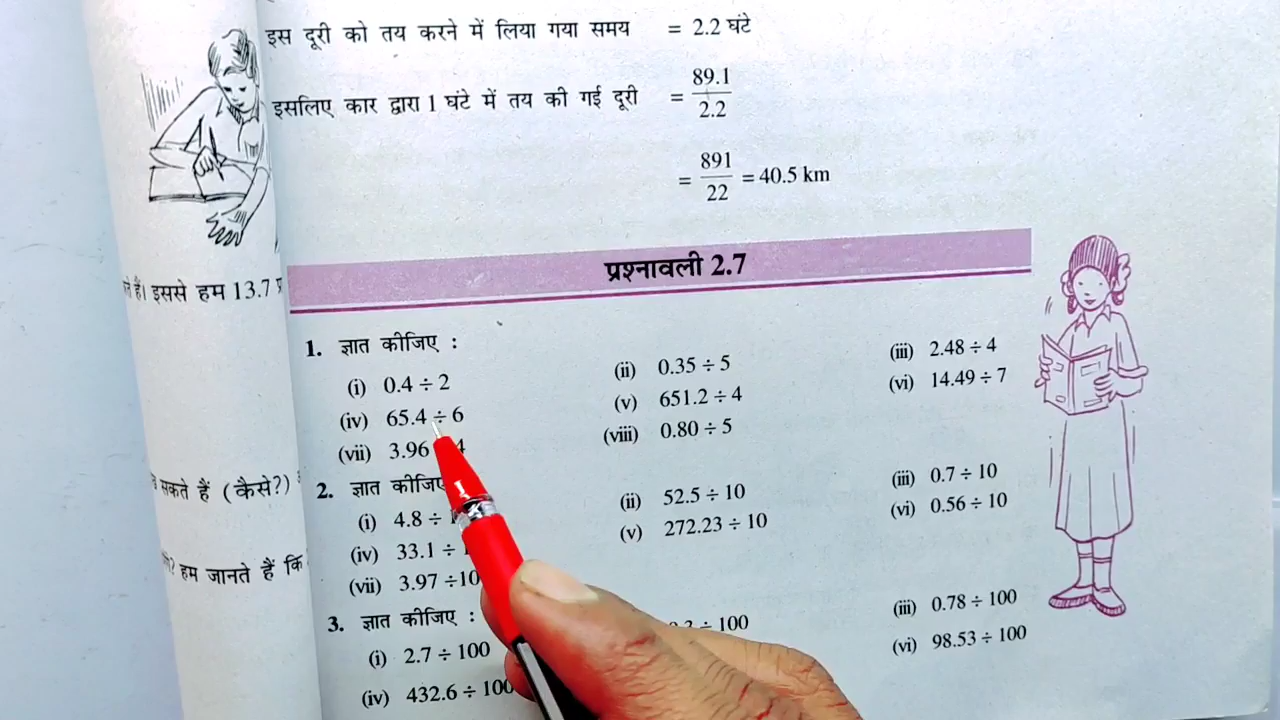 इस दूरी को तय करने में लिया गया समय = 2.2 घंटे
इसलिए कार द्वारा 1 घंटे में तय की गई दूरी = 89.1/2.2
= 891/22 = 40.5 km
हैं। इससे हम 13.7
प्रश्नावली 2.7
1. ज्ञात कीजिए :
(i) 0.4 ÷ 2 (ii) 0.35 ÷ 5 (iii) 2.48 ÷ 4
(iv) 65.4 ÷ 6 (v) 651.2 ÷ 4 (vi) 14.49 ÷ 7
(vii) 3.96 4 (viii) 0.80 ÷ 5
सकते हैं (कैसे?)
2. ज्ञात कीजिए
(i) 4.8 ÷ (ii) 52.5 ÷ 10 (iii) 0.7 ÷ 10
(iv) 33.1 ÷ (v) 272.23 ÷ 10 (vi) 0.56 ÷ 10
(vii) 3.97 ÷10
हम जानते हैं कि
3. ज्ञात कीजिए :
(i) 2.7 ÷ 100 ÷ 100 (iii) 0.78 ÷ 100
(iv) 432.6 ÷ 100 (vi) 98.53 ÷ 100